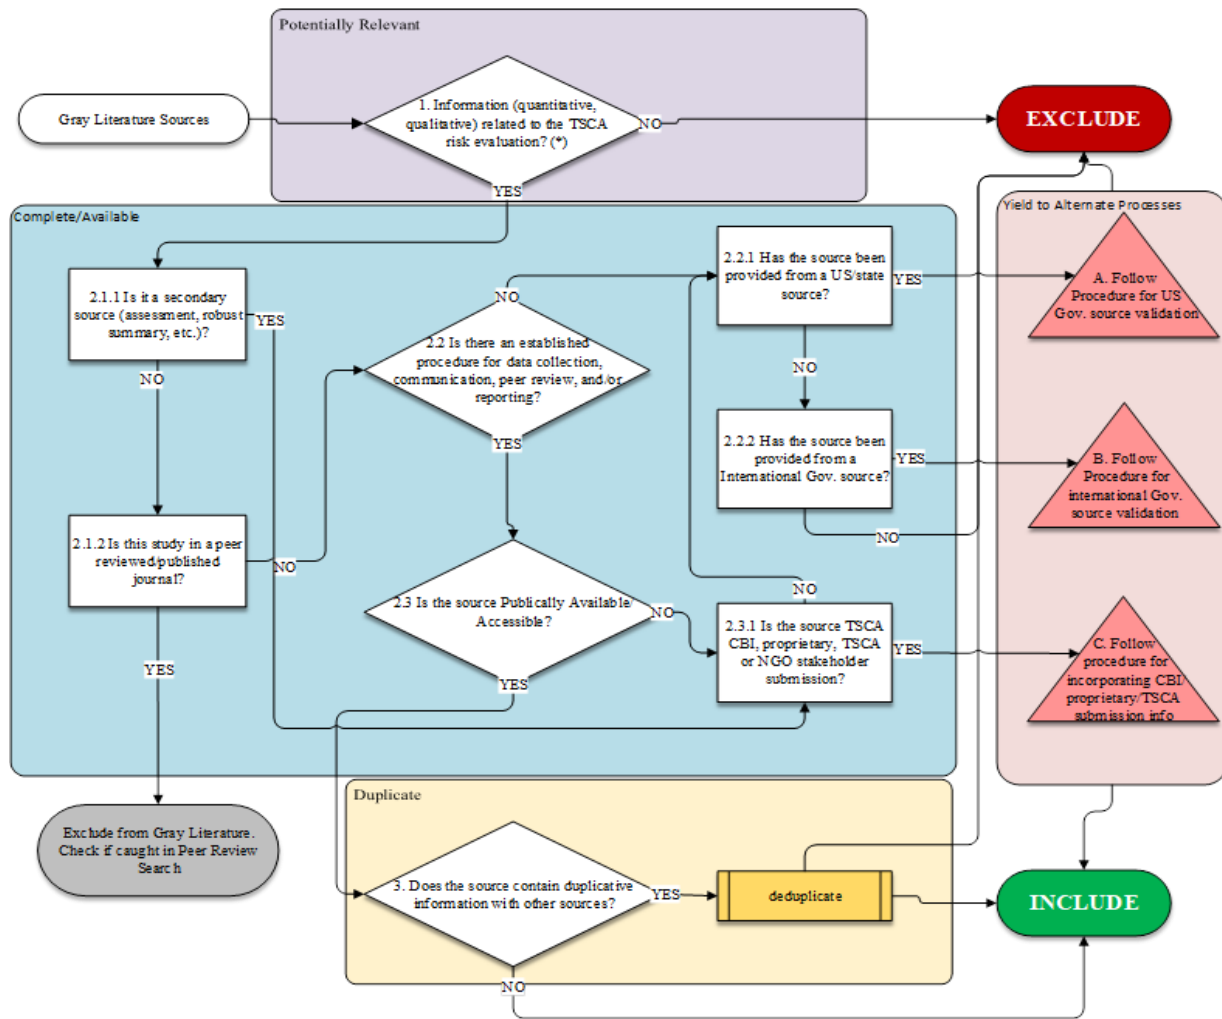 Potentially Relevant
Gray Literature Sources
1. Information (quantitative,
qualitative) related to the TSCA
risk evaluation? (*)
NO
EXCLUDE
YES
Complete/Available
Yield to Alternate Processes
2.1.1 Is it a secondary
source (assessment, robust
summary, etc.)?
YES
NO
NO
2.2 Is there an established
procedure for data collection,
communication, peer review, and/or
reporting?
YES
2.2.1 Has the source been
provided from a US/state
source?
YES
NO
A. Follow
Procedure for US
Gov. source validation
2.2.2 Has the source been
provided from a
International Gov. source?
YES
NO
B. Follow
Procedure for
international Gov.
source validation
2.1.2 Is this study in a peer
reviewed/published
journal?
NO
YES
2.3 Is the source Publically Available/
Accessible?
NO
YES
NO
2.3.1 Is the source TSCA
CBI, proprietary, TSCA
or NGO stakeholder
submission?
YES
C. Follow
procedure for
incorporating CBI/
proprietary/TSCA
submission info
Exclude from Gray Literature.
Check if caught in Peer Review
Search
Duplicate
3. Does the source contain duplicative
information with other sources?
YES
deduplicate
INCLUDE
NO